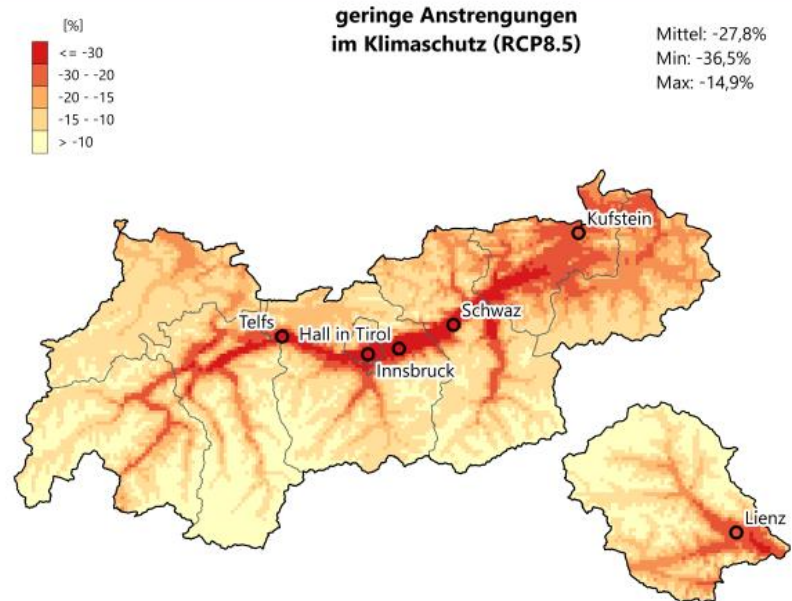 geringe Anstrengungen
im Klimaschutz (RCP8.5)
Mittel: -27,8%
Min: -36,5%
Max: -14,9%
[%]
<= -30
-30 - -20
-20 - -15
-15 - -10
> -10
Kufstein
Schwaz
Telfs
Hall in Tirol
Innsbruck
Lienz